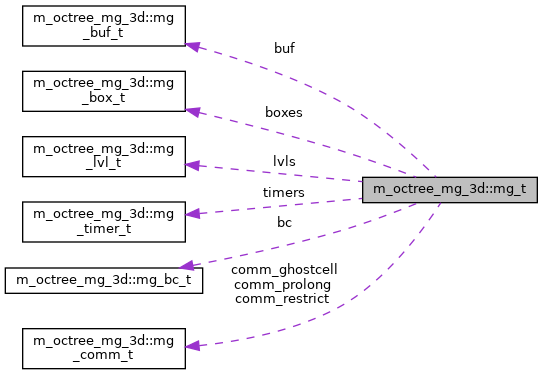 m_octree_mg_3d::mg
_buf_t
buf
m_octree_mg_3d::mg
_box_t
boxes
m_octree_mg_3d::mg
_lvl_t
lvls
m_octree_mg_3d::mg_t
timers
m_octree_mg_3d::mg
_timer_t
bc
m_octree_mg_3d::mg_bc_t
comm_ghostcell
comm_prolong
comm_restrict
m_octree_mg_3d::mg
_comm_t